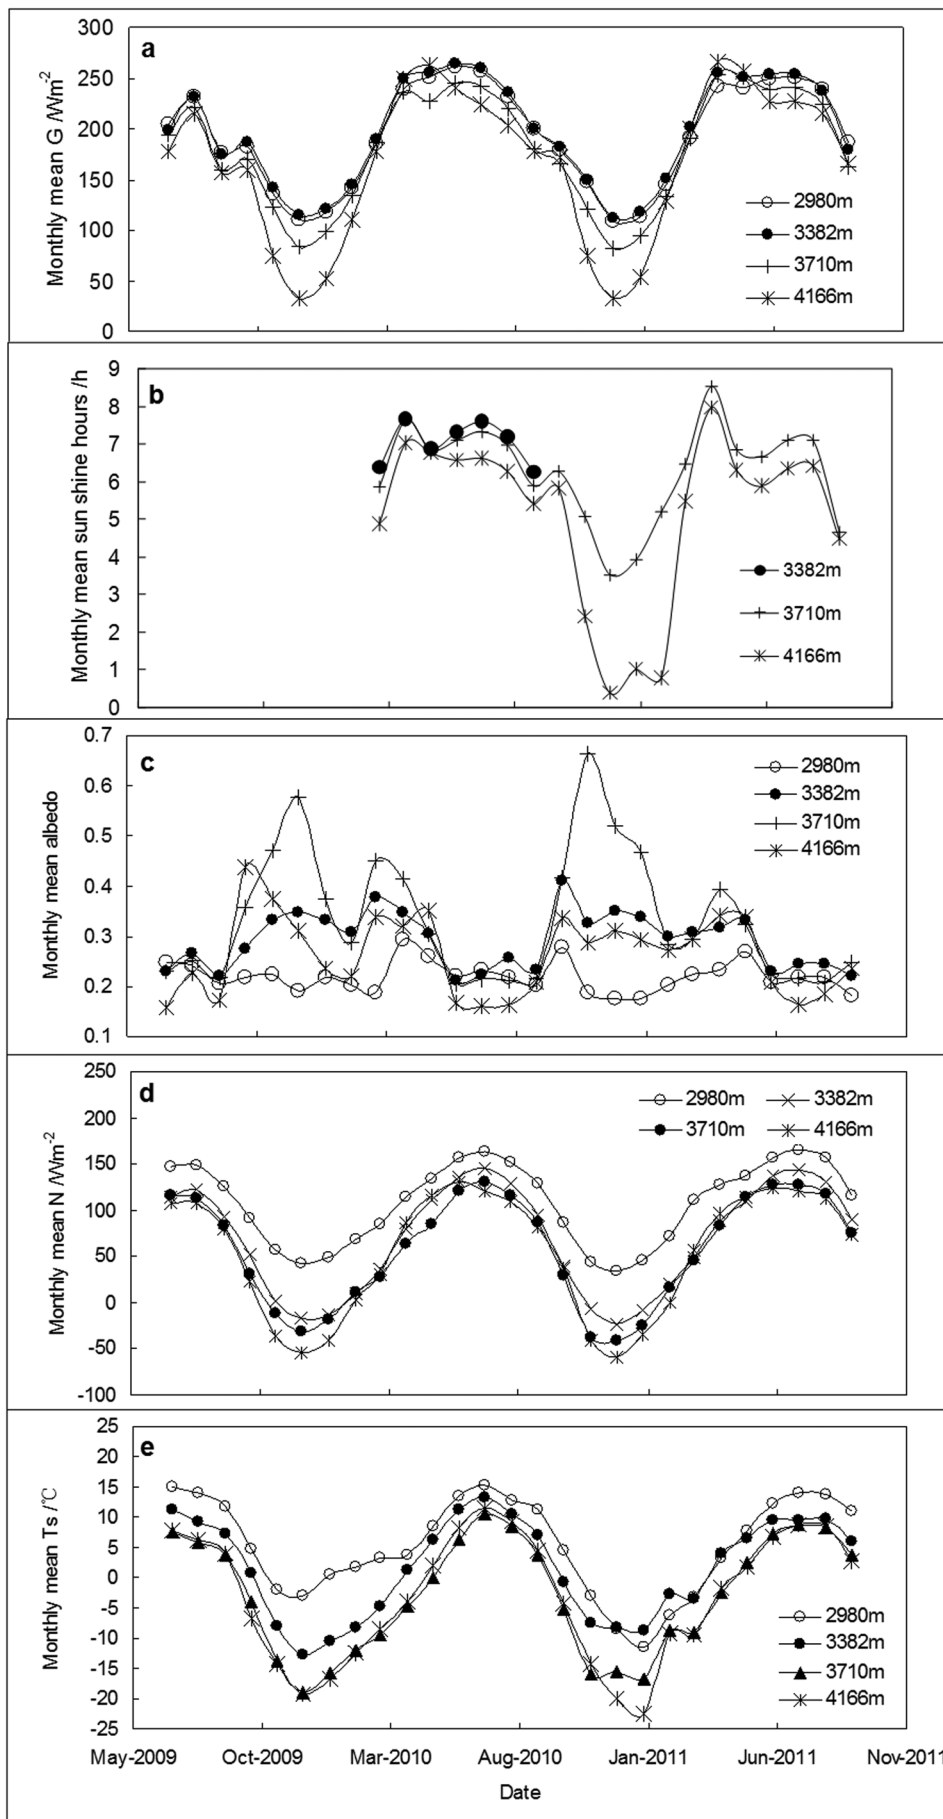 a
300
250
200
150
100
50
0
Monthly mean G /Wm-2
2980m
3382m
3710m
4166m
b
9
8
7
6
5
4
3
2
1
0
Monthly mean sun shine hours /h
3382m
3710m
4166m
c
0.7
0.6
0.5
0.4
0.3
0.2
0.1
Monthly mean albedo
2980m
3382m
3710m
4166m
d
250
200
150
100
50
0
-50
-100
Monthly mean N /Wm-2
2980m 3382m
3710m 4166m
e
25
20
15
10
5
0
-5
-10
-15
-20
-25
Monthly mean Ts /℃
2980m
3382m
3710m
4166m
May-2009 Oct-2009 Mar-2010 Aug-2010 Jan-2011 Jun-2011 Nov-2011
Date